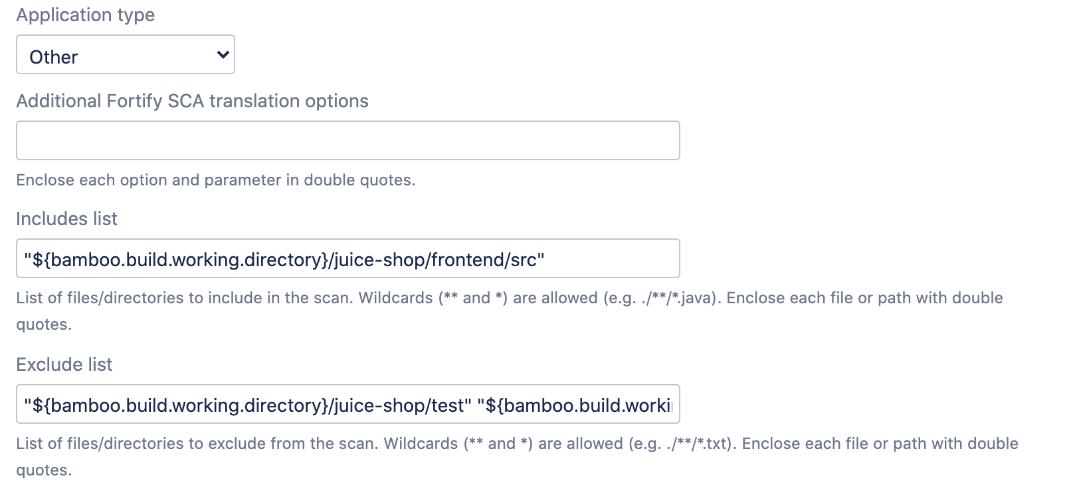 Application type
Other
Additional Fortify SCA translation options
Enclose each option and parameter in double quotes.
Includes list
"${bamboo.build.working.directory}/juice-shop/frontend/src"
List of files/directories to include in the scan. Wildcards (** and *) are allowed (e.g. ./**/*.java). Enclose each file or path with double
quotes.
Exclude list
"${bamboo.build.working.directory}/juice-shop/test" "${bamboo.build.worki
List of files/directories to exclude from the scan. Wildcards (** and *) are allowed (e.g. ./**/*.txt). Enclose each file or path with double
quotes.